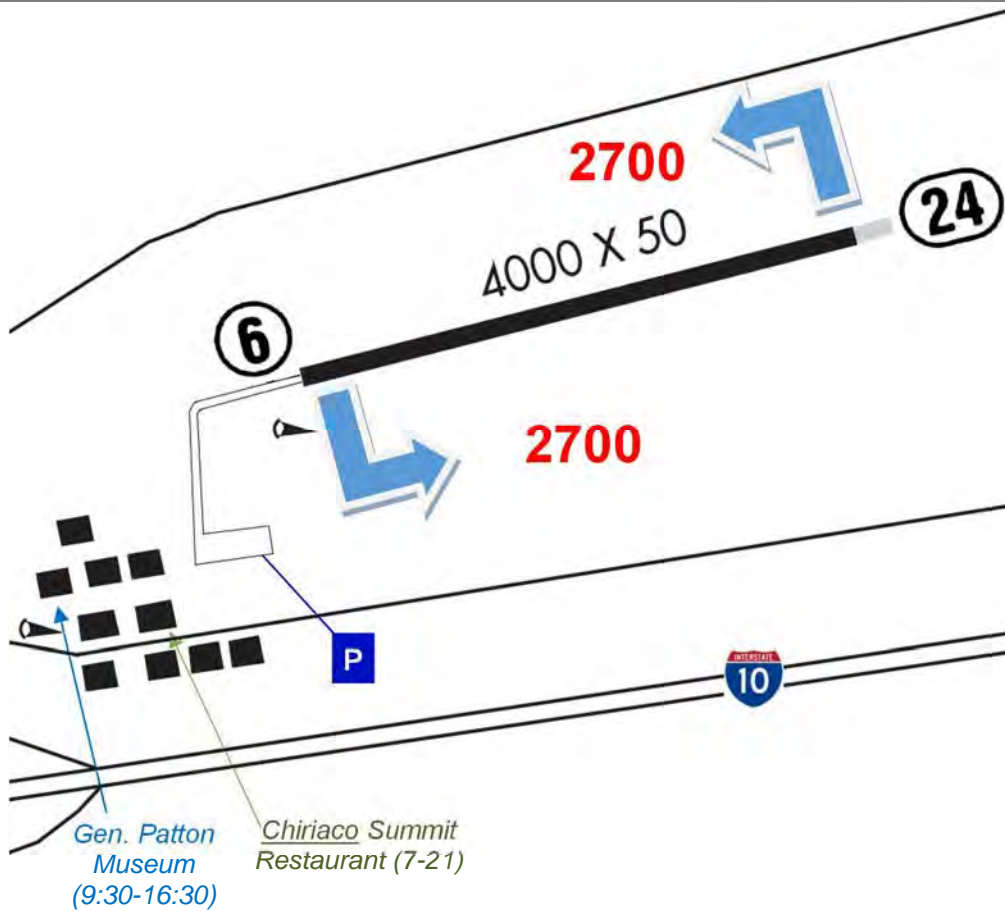 2700
4000 X 50
24
6
2700
P
INTERSTATE
10
Gen. Patton
Museum
(9:30-16:30)
Chiriaco Summit
Restaurant (7-21)